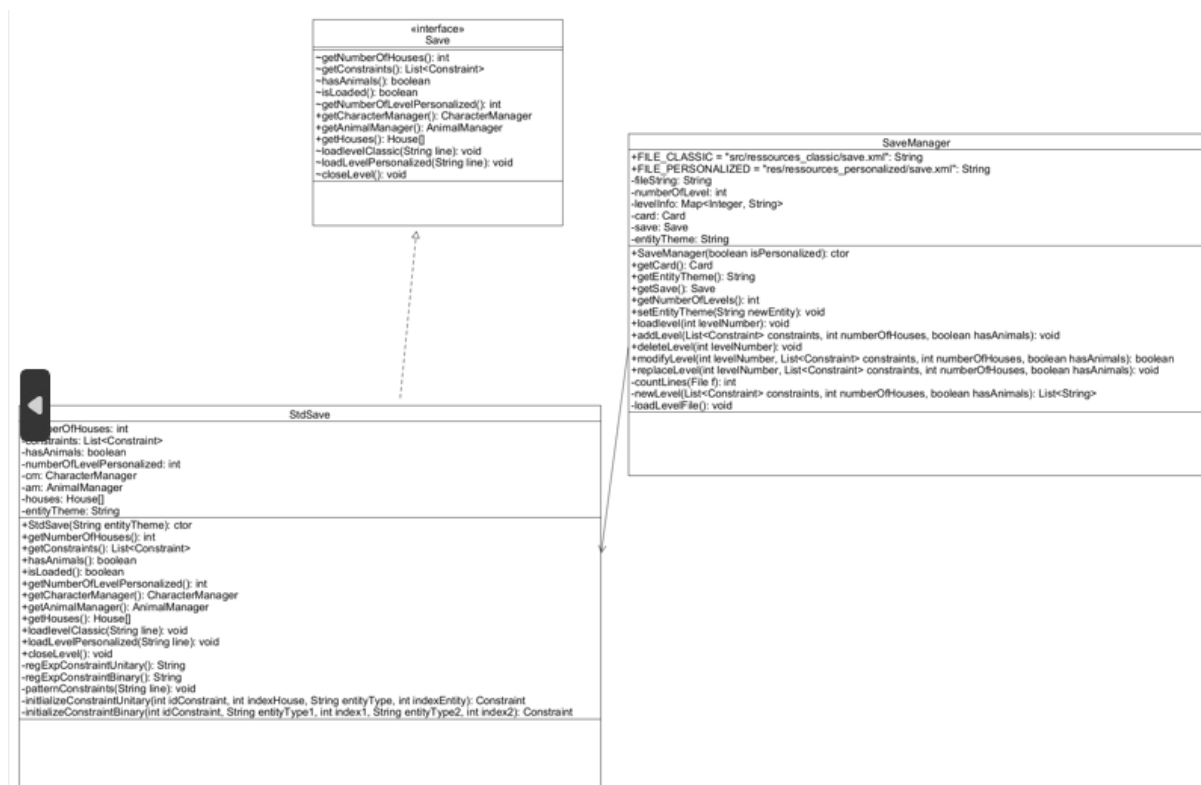 «interface»
Save
~getNumberOfHouses(): int
~getConstraints(): List<Constraint>
~hasAnimals(): boolean
~isLoaded(): boolean
~getNumberOfLevelPersonalized(): int
+getCharacterManager(): CharacterManager
+getAnimalManager(): AnimalManager
+getHouses(): House[]
~loadlevelClassic(String line): void
~loadLevelPersonalized(String line): void
~closeLevel(): void
SaveManager
+FILE_CLASSIC = "src/ressources_classic/save.xml": String
+FILE_PERSONALIZED = "res/ressources_personalized/save.xml": String
-fileString: String
-numberOfLevel: int
-levelInfo: Map<Integer, String>
-card: Card
-save: Save
-entityTheme: String
+SaveManager(boolean isPersonalized): ctor
+getCard(): Card
+getEntityTheme(): String
+getSave(): Save
+getNumberOfLevels(): int
+setEntityTheme(String newEntity): void
+loadlevel(int levelNumber): void
+addLevel(List<Constraint> constraints, int numberOfHouses, boolean hasAnimals): void
+deleteLevel(int levelNumber): void
+modifyLevel(int levelNumber, List<Constraint> constraints, int numberOfHouses, boolean hasAnimals): boolean
+replaceLevel(int levelNumber, List<Constraint> constraints, int numberOfHouses, boolean hasAnimals): void
-countLines(File f): int
-newLevel(List<Constraint> constraints, int numberOfHouses, boolean hasAnimals): List<String>
-loadLevelFile(): void
StdSave
berOfHouses: int
-constraints: List<Constraint>
-hasAnimals: boolean
-numberOfLevelPersonalized: int
-cm: CharacterManager
-am: AnimalManager
-houses: House[]
-entityTheme: String
+StdSave(String entityTheme): ctor
+getNumberOfHouses(): int
+getConstraints(): List<Constraint>
+hasAnimals(): boolean
+isLoaded(): boolean
+getNumberOfLevelPersonalized(): int
+getCharacterManager(): CharacterManager
+getAnimalManager(): AnimalManager
+getHouses(): House[]
+loadlevelClassic(String line): void
+loadLevelPersonalized(String line): void
+closeLevel(): void
-regExpConstraintUnitary(): String
-regExpConstraintBinary(): String
-patternConstraints(String line): void
-initlializeConstraintUnitary(int idConstraint, int indexHouse, String entityType, int indexEntity): Constraint
-initializeConstraintBinary(int idConstraint, String entityType1, int index1, String entityType2, int index2): Constraint